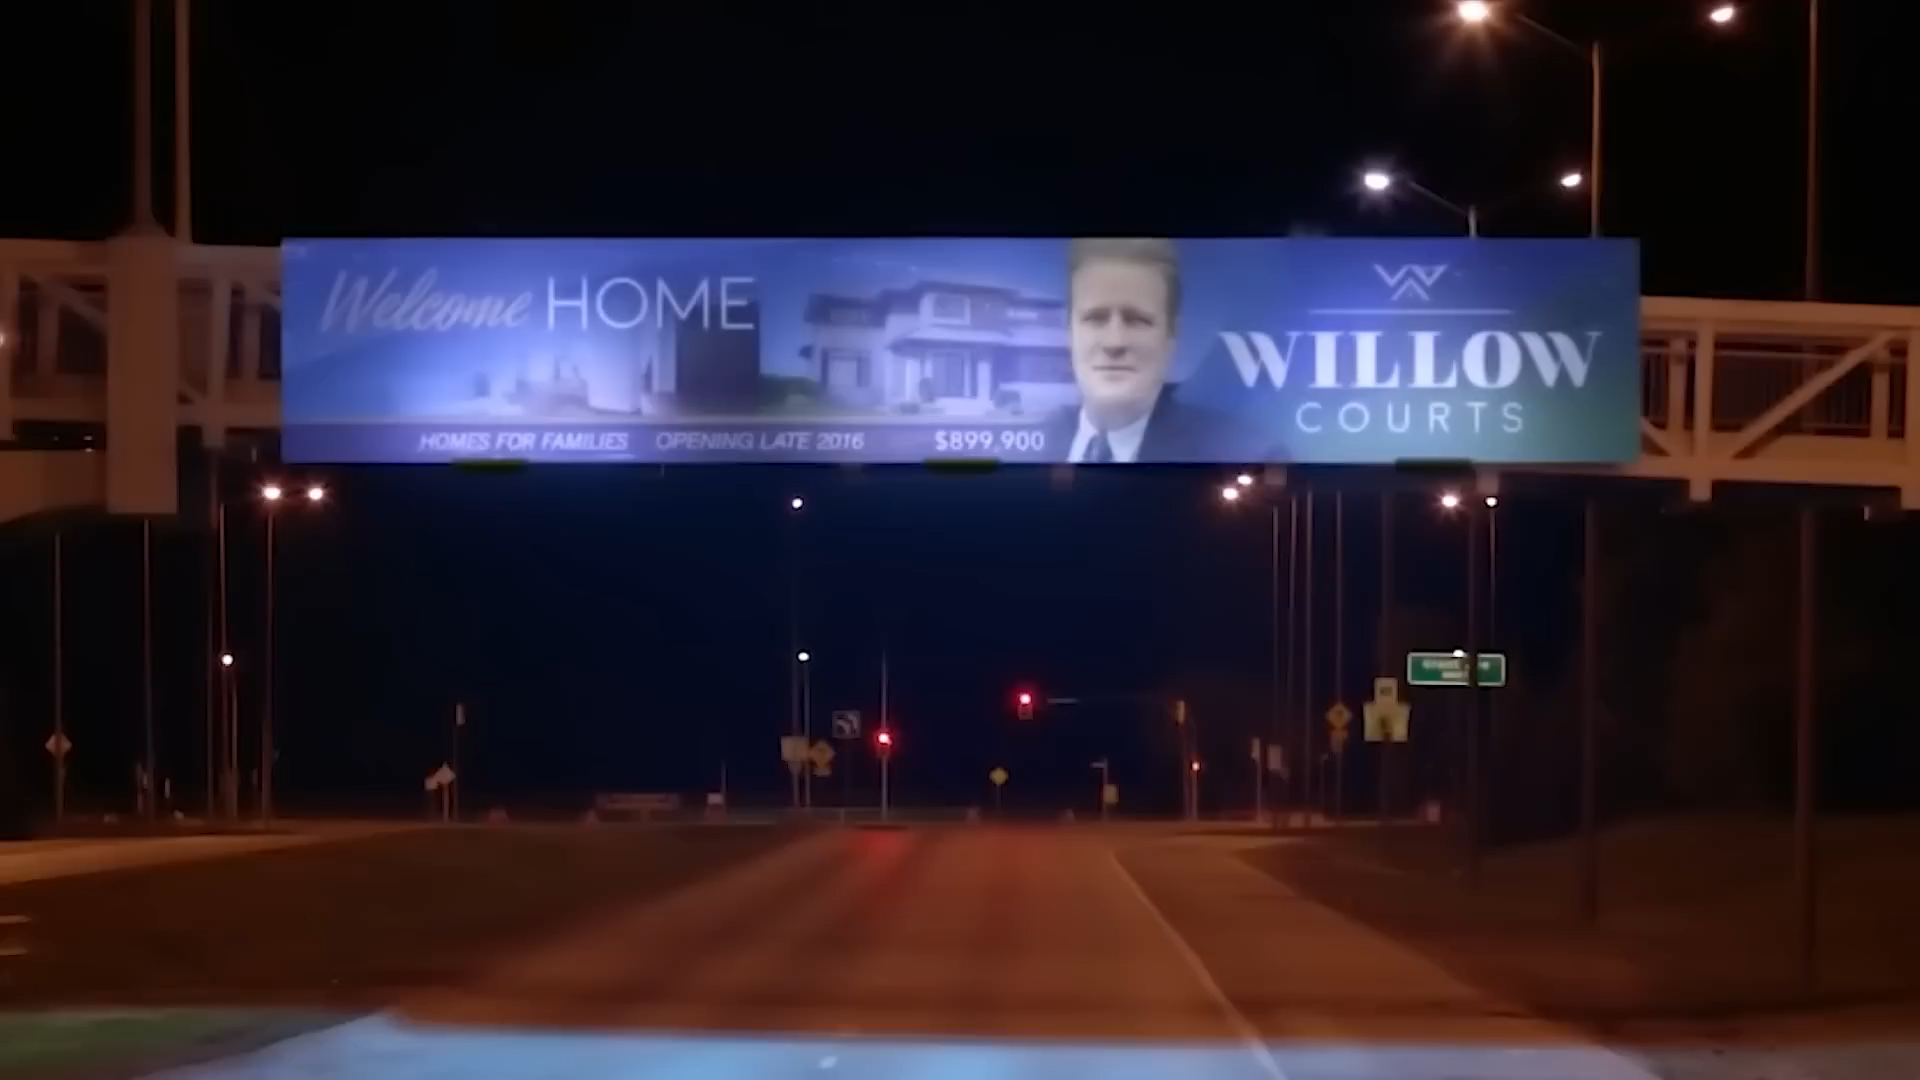 Welcome HOME
HOMES FOR FAMILIES OPENING LATE 2016 $899,900
WILLOW
COURTS